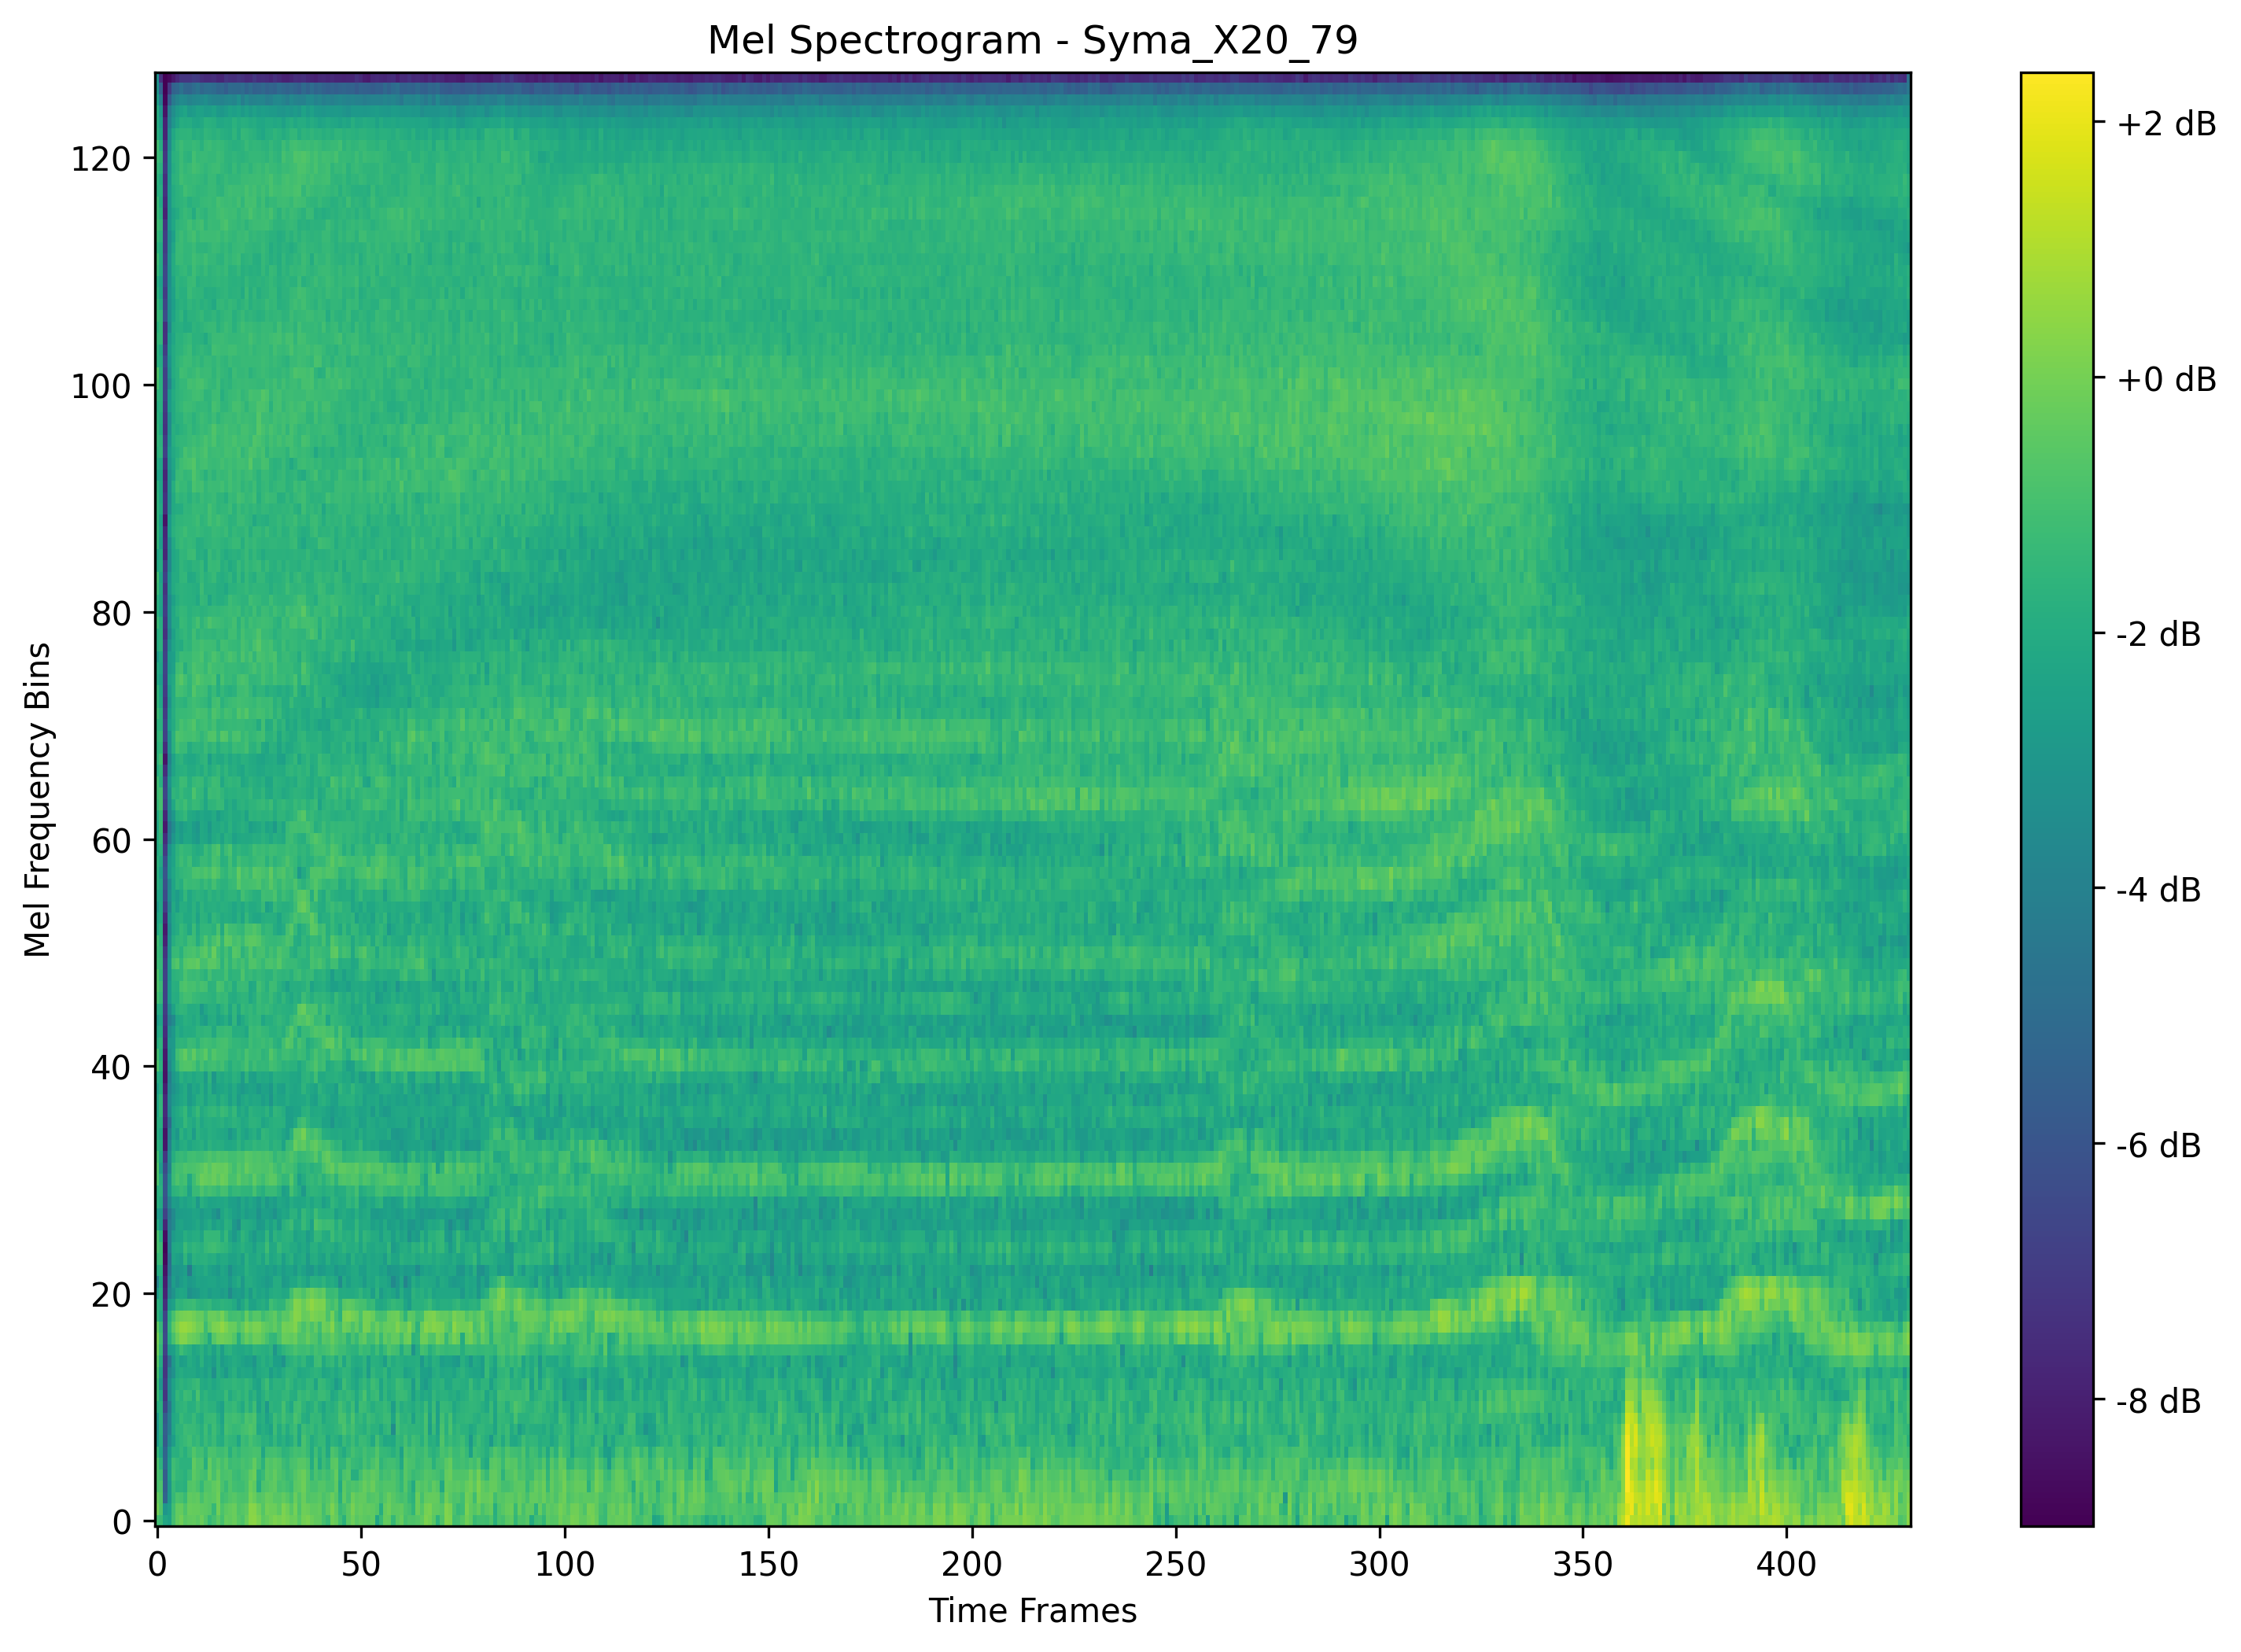 Mel Spectrogram - Syma_X20_79
Mel Frequency Bins
120
100
80
60
40
20
0
0 50 100 150 200 250 300 350 400
Time Frames
+2 dB
+0 dB
-2 dB
-4 dB
-6 dB
-8 dB